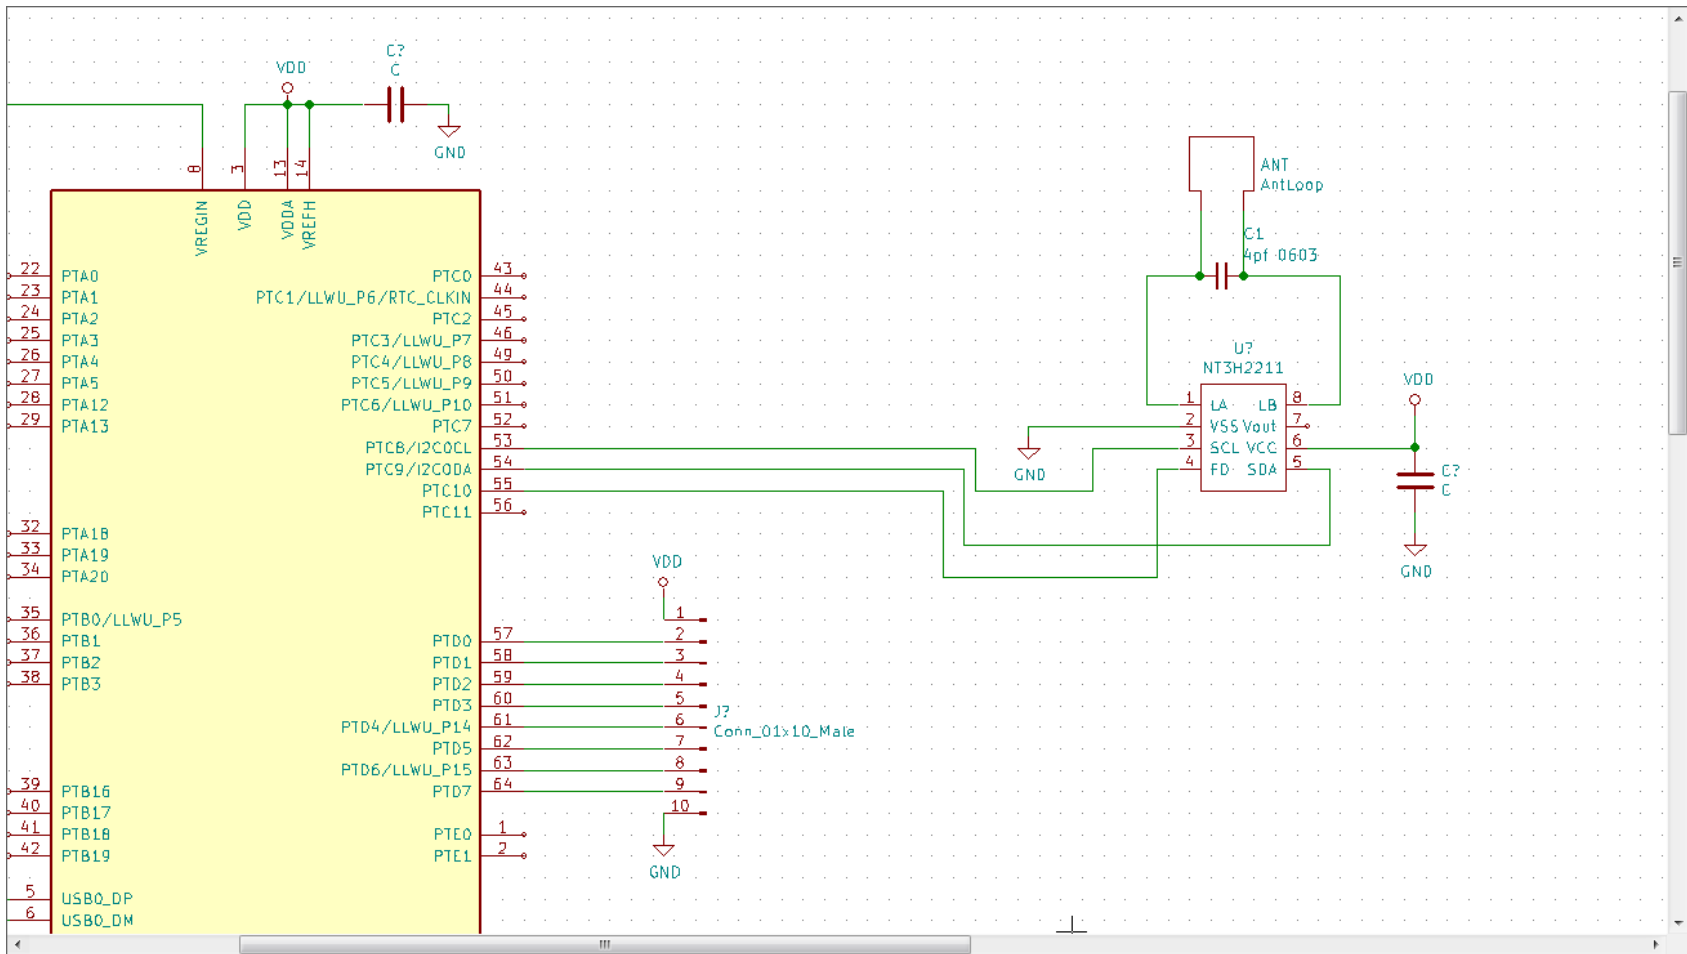 C?
C
VDD
GND
8
3
13
14
VREGIN
VDD
VDDA
VREFH
22 PTA0
23 PTA1
24 PTA2
25 PTA3
26 PTA4
27 PTA5
28 PTA12
29 PTA13
32 PTA18
33 PTA19
34 PTA20
35 PTB0/LLWU_P5
36 PTB1
37 PTB2
38 PTB3
39 PTB16
40 PTB17
41 PTB18
42 PTB19
5 USB0_DP
6 USB0_DM
PTC0 43
PTC1/LLWU_P6/RTC_CLKIN 44
PTC2 45
PTC3/LLWU_P7 46
PTC4/LLWU_P8 49
PTC5/LLWU_P9 50
PTC6/LLWU_P10 51
PTC7 52
PTC8/I2C0CL 53
PTC9/I2C0DA 54
PTC10 55
PTC11 56
PTD0 57
PTD1 58
PTD2 59
PTD3 60
PTD4/LLWU_P14 61
PTD5 62
PTD6/LLWU_P15 63
PTD7 64
PTE0 1
PTE1 2
VDD
1
2
3
4
5
6
7
8
9
10
J?
Conn_01x10_Male
GND
ANT
AntLoop
C1
4pf 0603
U?
NT3H2211
1 LA LB 8
2 VSS Vout 7
3 SCL VCC 6
4 FD SDA 5
GND
VDD
C?
C
GND